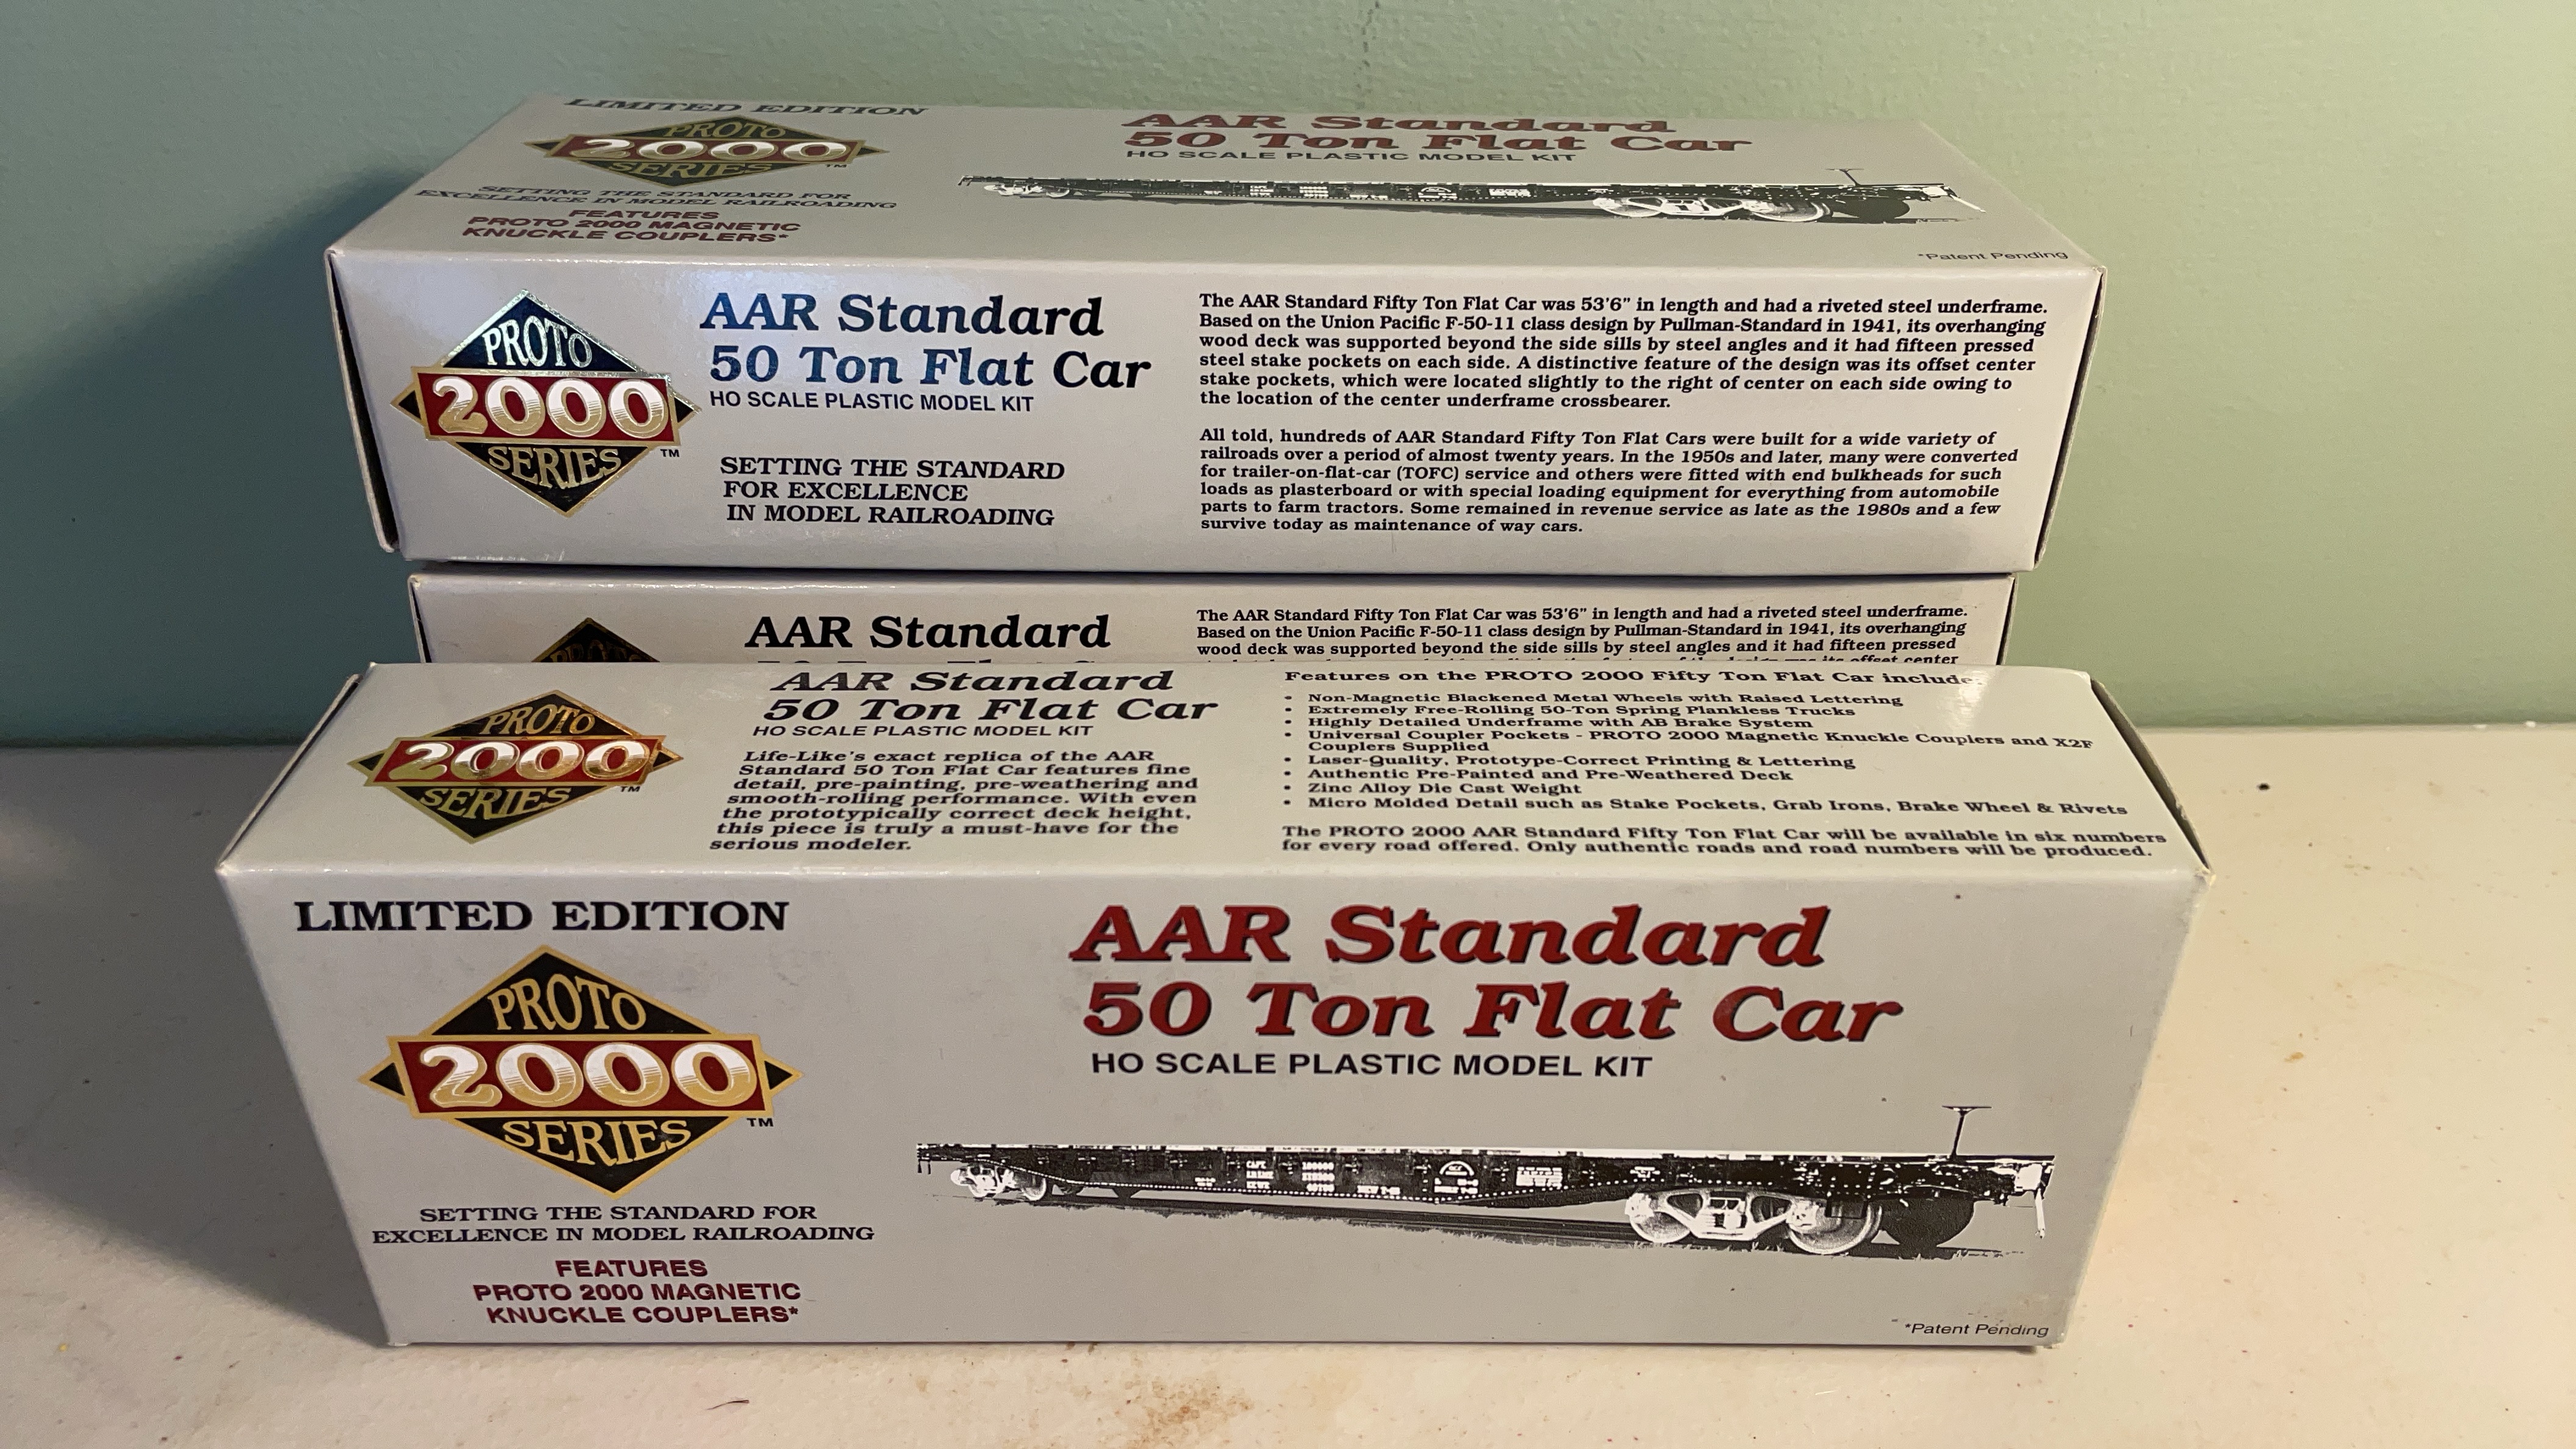 LIMITED EDITION
PROTO
2000
SERIES
TM
SETTING THE STANDARD FOR
EXCELLENCE IN MODEL RAILROADING
FEATURES
PROTO 2000 MAGNETIC
KNUCKLE COUPLERS*
AAR Standard
50 Ton Flat Car
HO SCALE PLASTIC MODEL KIT
*Patent Pending
PROTO
2000
SERIES
TM
AAR Standard
50 Ton Flat Car
HO SCALE PLASTIC MODEL KIT
SETTING THE STANDARD
FOR EXCELLENCE
IN MODEL RAILROADING
The AAR Standard Fifty Ton Flat Car was 53'6" in length and had a riveted steel underframe.
Based on the Union Pacific F-50-11 class design by Pullman-Standard in 1941, its overhanging
wood deck was supported beyond the side sills by steel angles and it had fifteen pressed
steel stake pockets on each side. A distinctive feature of the design was its offset center
stake pockets, which were located slightly to the right of center on each side owing to
the location of the center underframe crossbearer.
All told, hundreds of AAR Standard Fifty Ton Flat Cars were built for a wide variety of
railroads over a period of almost twenty years. In the 1950s and later, many were converted
for trailer-on-flat-car (TOFC) service and others were fitted with end bulkheads for such
loads as plasterboard or with special loading equipment for everything from automobile
parts to farm tractors. Some remained in revenue service as late as the 1980s and a few
survive today as maintenance of way cars.
PROTO
AAR Standard
The AAR Standard Fifty Ton Flat Car was 53'6" in length and had a riveted steel underframe.
Based on the Union Pacific F-50-11 class design by Pullman-Standard in 1941, its overhanging
wood deck was supported beyond the side sills by steel angles and it had fifteen pressed
PROTO
2000
SERIES
TM
AAR Standard
50 Ton Flat Car
HO SCALE PLASTIC MODEL KIT
Life-Like's exact replica of the AAR
Standard 50 Ton Flat Car features fine
detail, pre-painting, pre-weathering and
smooth-rolling performance. With even
the prototypically correct deck height,
this piece is truly a must-have for the
serious modeler.
Features on the PROTO 2000 Fifty Ton Flat Car include:
• Non-Magnetic Blackened Metal Wheels with Raised Lettering
• Extremely Free-Rolling 50-Ton Spring Plankless Trucks
• Highly Detailed Underframe with AB Brake System
• Universal Coupler Pockets - PROTO 2000 Magnetic Knuckle Couplers and X2F
Couplers Supplied
• Laser-Quality, Prototype-Correct Printing & Lettering
• Authentic Pre-Painted and Pre-Weathered Deck
• Zinc Alloy Die Cast Weight
• Micro Molded Detail such as Stake Pockets, Grab Irons, Brake Wheel & Rivets
The PROTO 2000 AAR Standard Fifty Ton Flat Car will be available in six numbers
for every road offered. Only authentic roads and road numbers will be produced.
LIMITED EDITION
PROTO
2000
SERIES
TM
SETTING THE STANDARD FOR
EXCELLENCE IN MODEL RAILROADING
FEATURES
PROTO 2000 MAGNETIC
KNUCKLE COUPLERS*
AAR Standard
50 Ton Flat Car
HO SCALE PLASTIC MODEL KIT
*Patent Pending